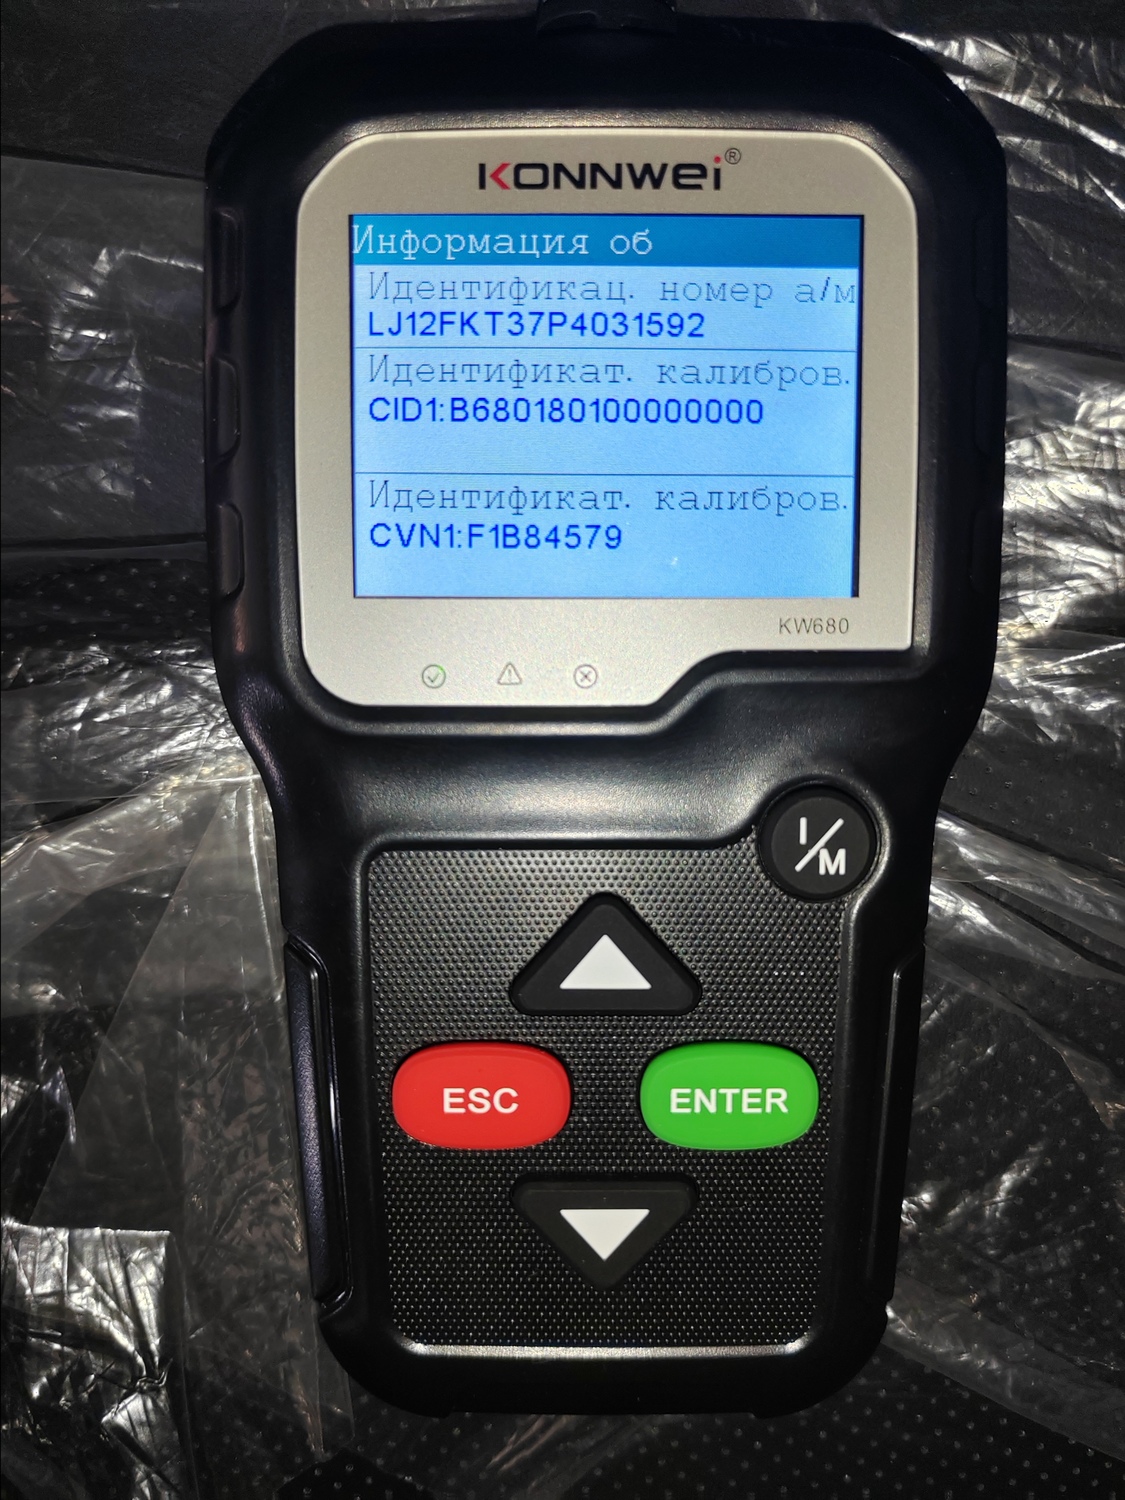 KONNWEI®
Информация об
Идентификац. номер а/м
LJ12FKT37P4031592
Идентификат. калибров.
CID1:B680180100000000
Идентификат. калибров.
CVN1:F1B84579
KW680
I/M
ESC
ENTER